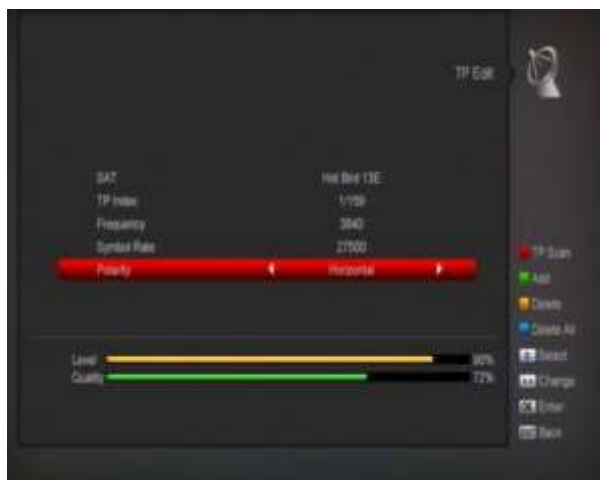 TP Edit
SAT Hot Bird 13E
TP Index 1/159
Frequency 3840
Symbol Rate 27500
Polarity Horizontal
TP Scan
Add
Delete
Delete All
Level 90%
Quality 72%
Select
Change
OK Enter
Back